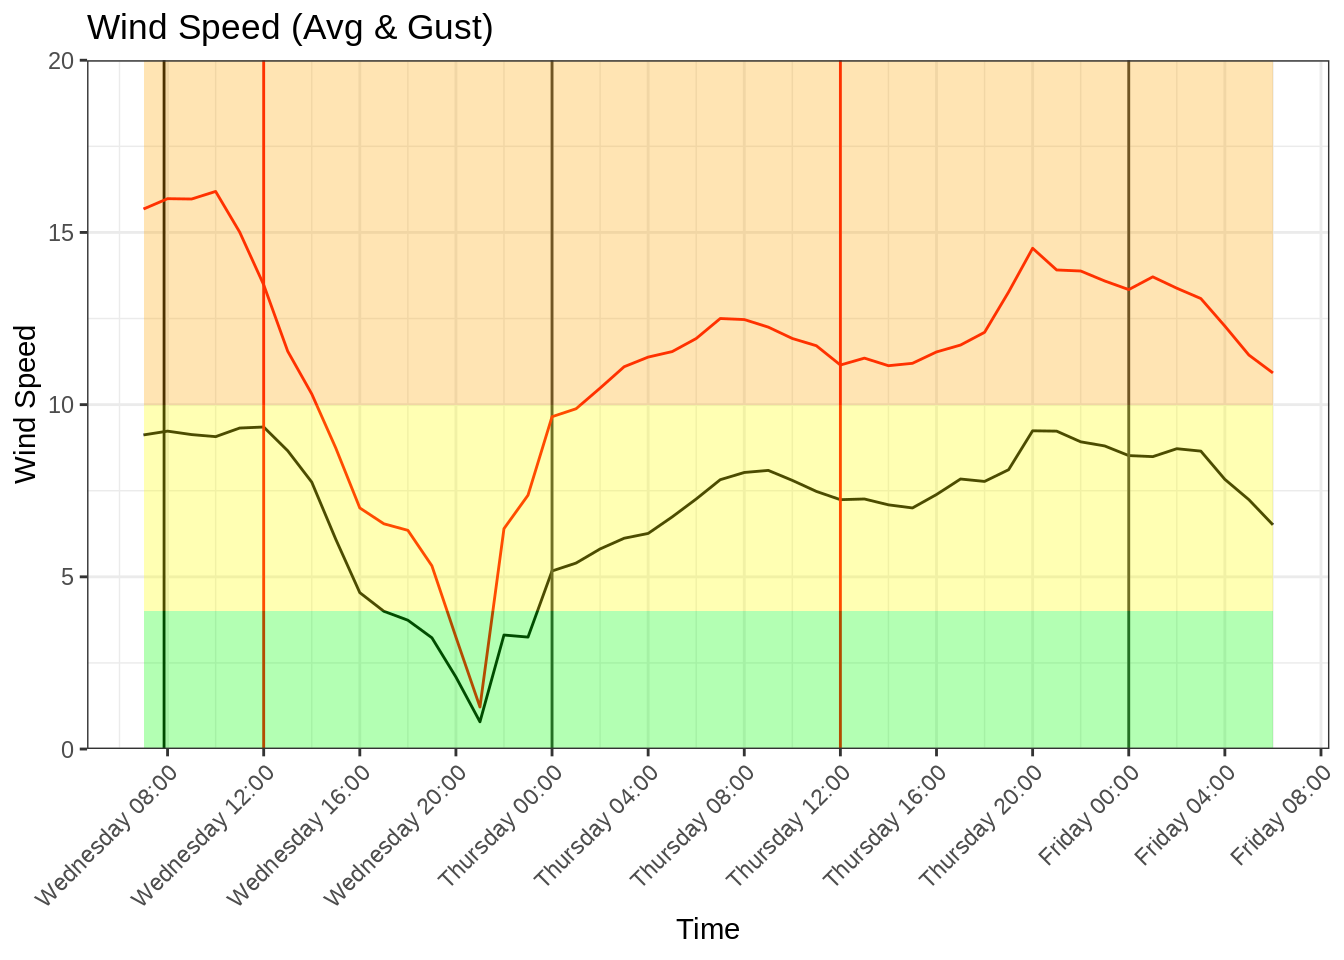 Wind Speed (Avg & Gust)
20
15
10
5
0
Wind Speed
Wednesday 08:00
Wednesday 12:00
Wednesday 16:00
Wednesday 20:00
Thursday 00:00
Thursday 04:00
Thursday 08:00
Thursday 12:00
Thursday 16:00
Thursday 20:00
Friday 00:00
Friday 04:00
Friday 08:00
Time